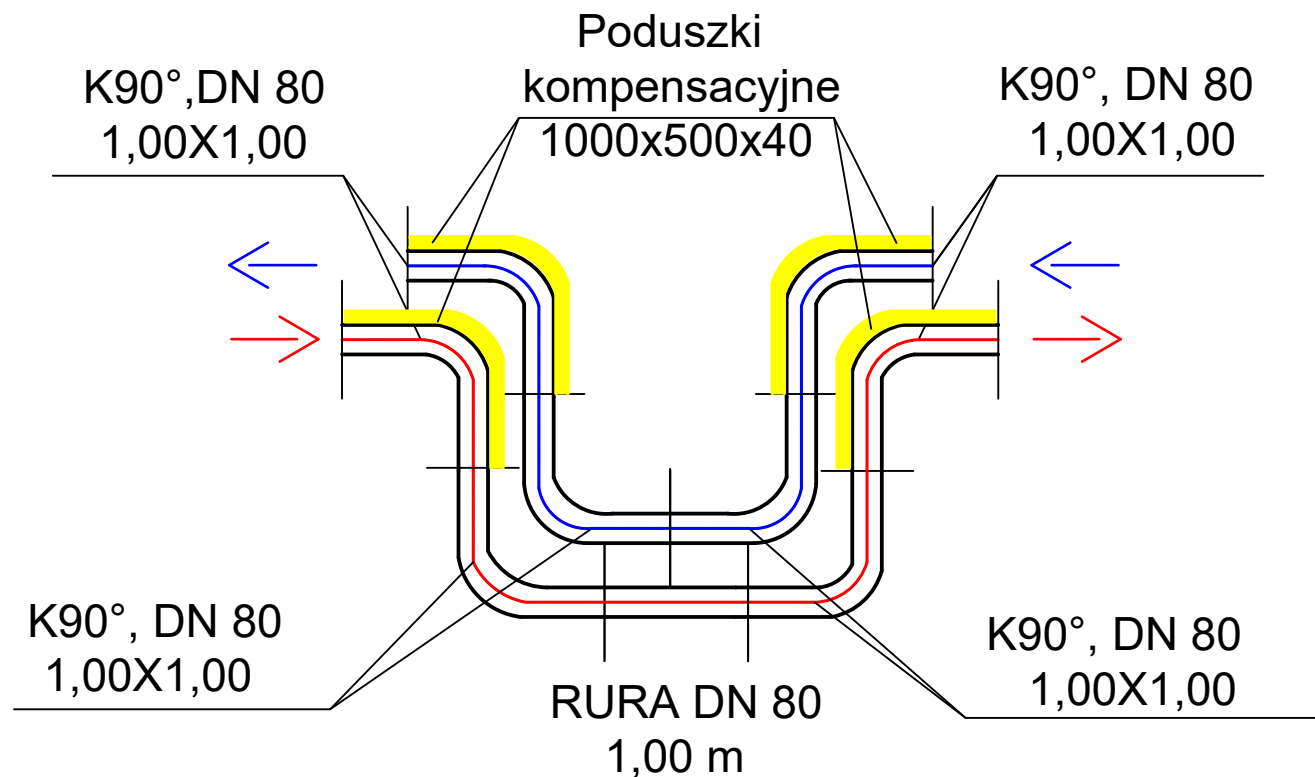 Poduszki
kompensacyjne
1000x500x40
K90°,DN 80
1,00X1,00
K90°, DN 80
1,00X1,00
K90°, DN 80
1,00X1,00
K90°, DN 80
1,00X1,00
RURA DN 80
1,00 m